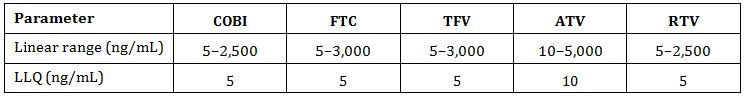 Parameter COBI FTC TFV ATV RTV
Linear range (ng/mL) 5–2,500 5–3,000 5–3,000 10–5,000 5–2,500
LLQ (ng/mL) 5 5 5 10 5